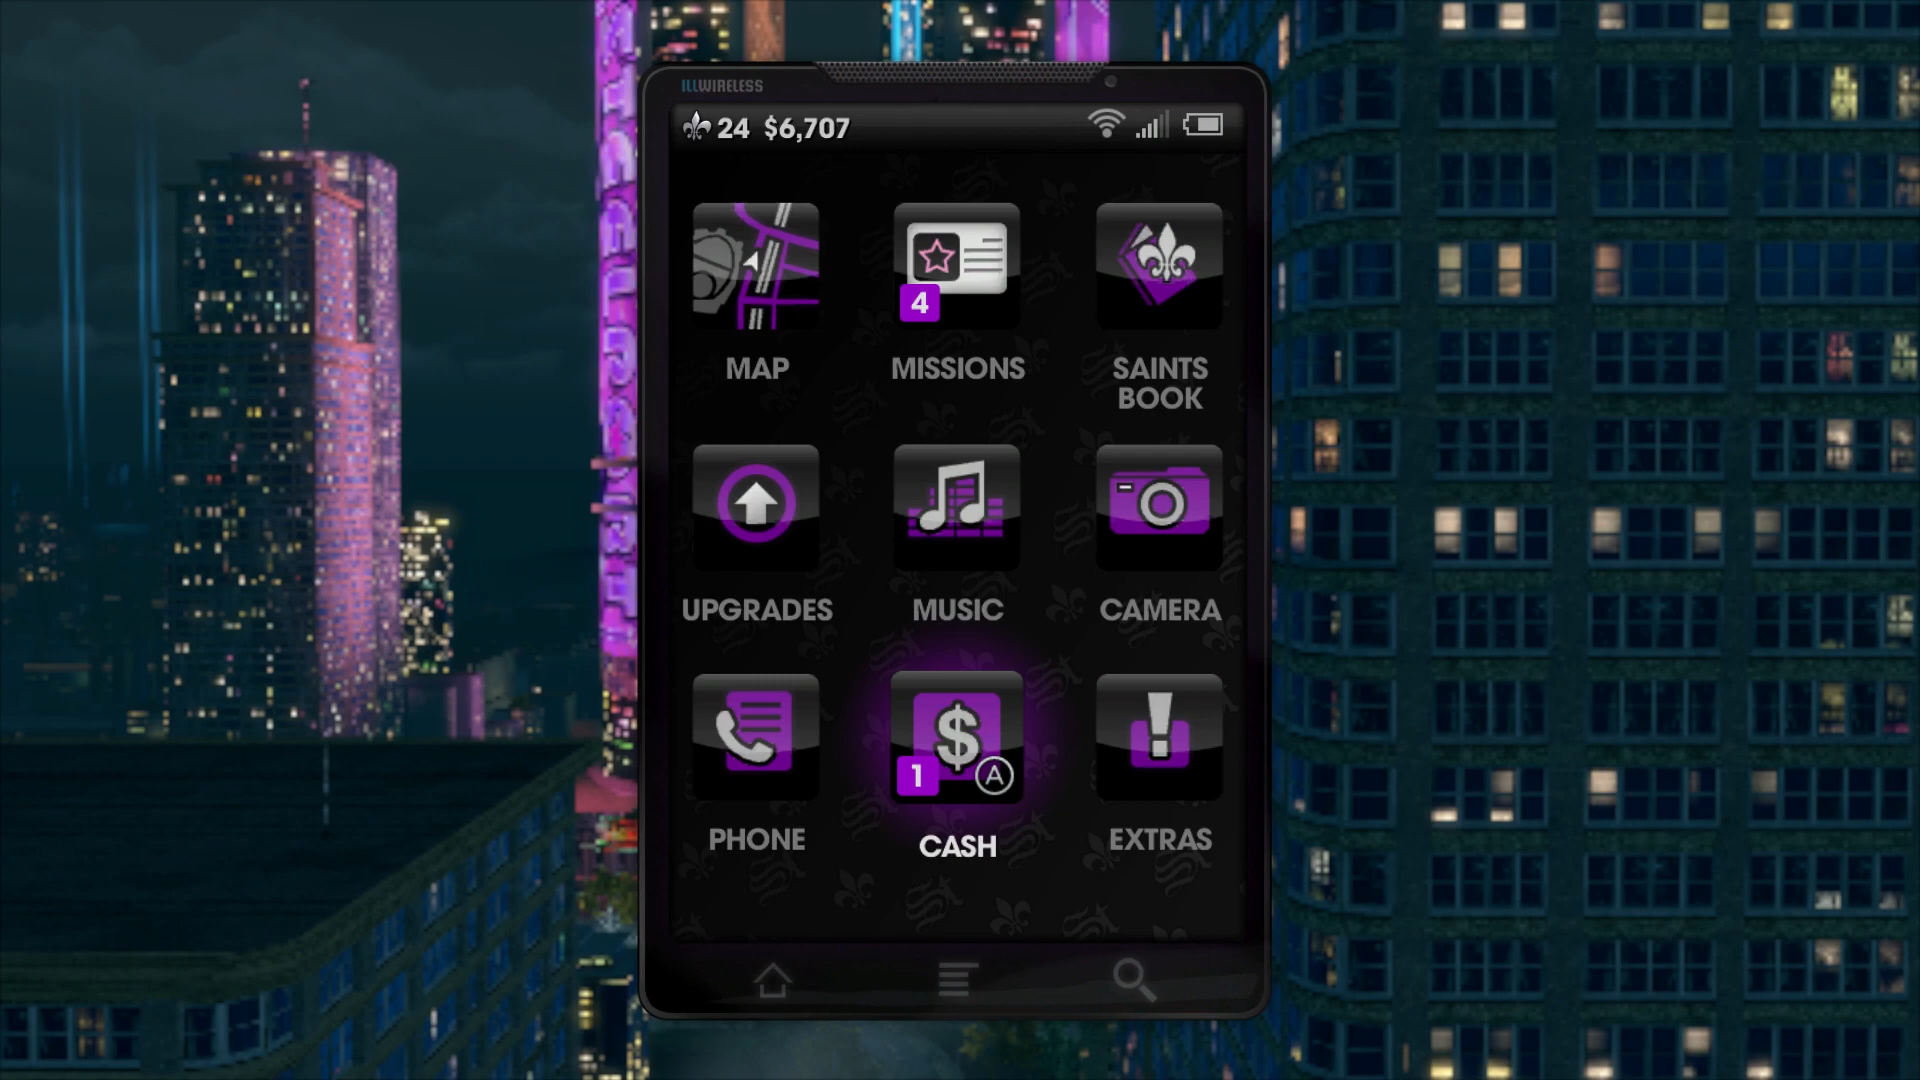 ILLWIRELESS
24 $6,707
MAP
4
MISSIONS
SAINTS
BOOK
UPGRADES
MUSIC
CAMERA
PHONE
$
1 A
CASH
!
EXTRAS